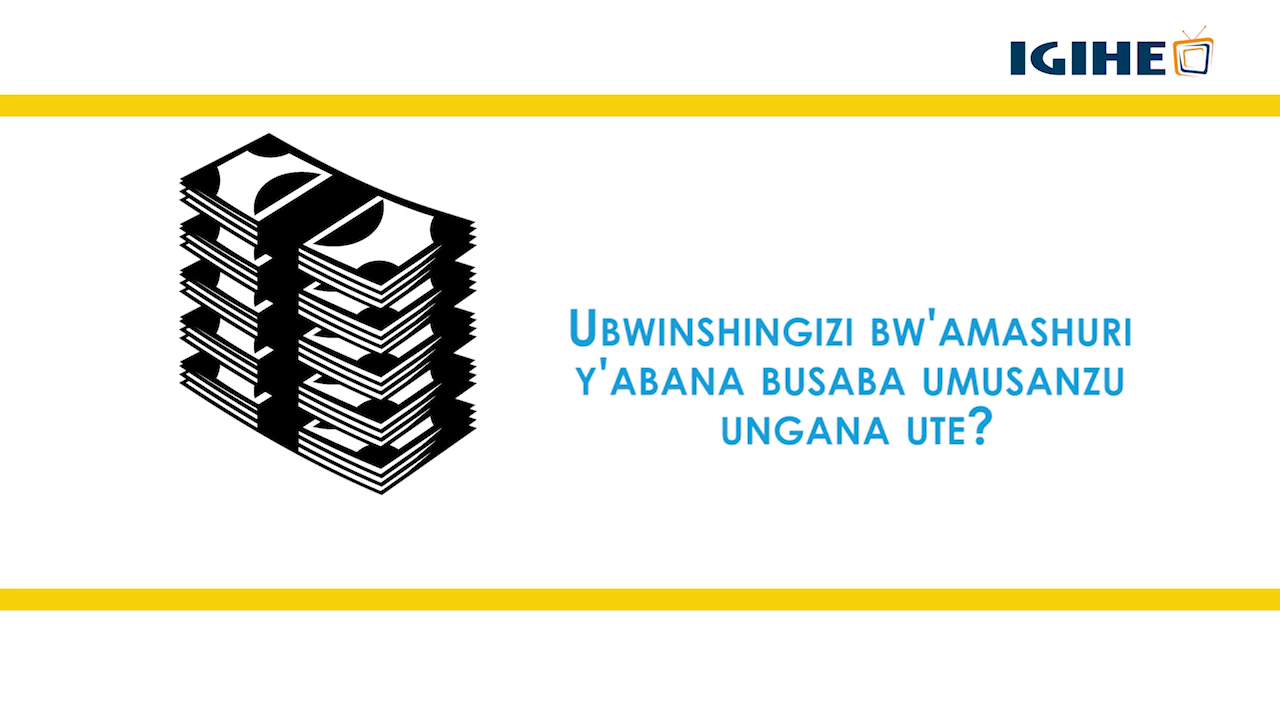 IGIHE
UBWINSHINGIZI BW'AMASHURI
Y'ABANA BUSABA UMUSANZU
UNGANA UTE?